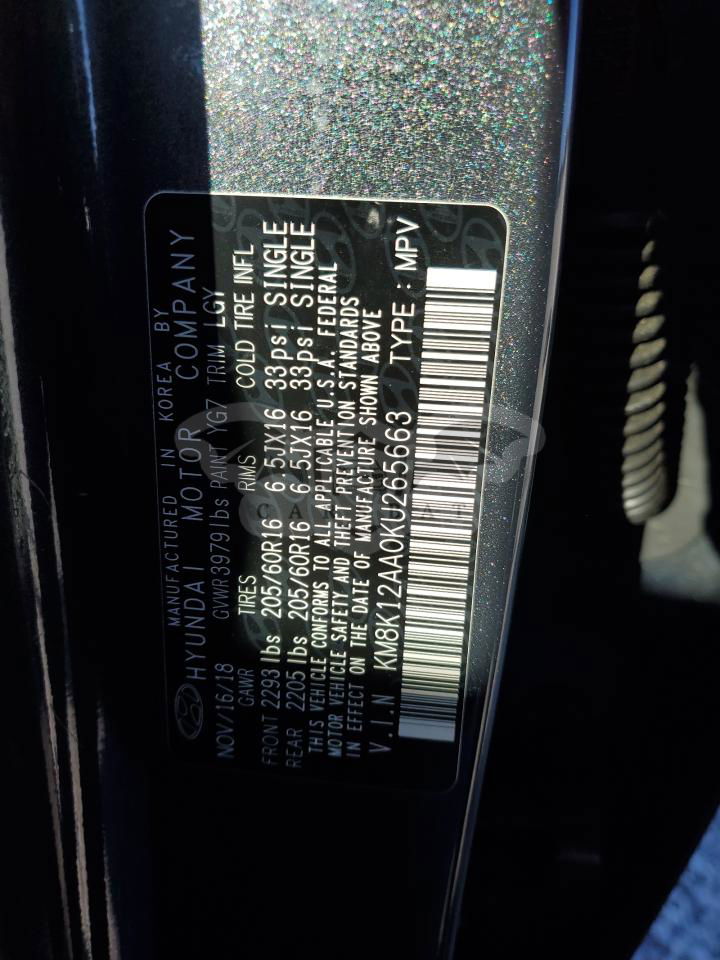 MANUFACTURED IN KOREA BY
HYUNDAI MOTOR COMPANY
NOV/16/18 GVWR 3979 lbs PAINT YG7 TRIM LGY
GAWR TIRES RIMS COLD TIRE INFL
FRONT 2293 lbs 205/60R16 6.5JX16 33psi SINGLE
REAR 2205 lbs 205/60R16 6.5JX16 33psi SINGLE
THIS VEHICLE CONFORMS TO ALL APPLICABLE U.S.A. FEDERAL
MOTOR VEHICLE SAFETY AND THEFT PREVENTION STANDARDS
IN EFFECT ON THE DATE OF MANUFACTURE SHOWN ABOVE
V.I.N KM8K12AA0KU265663 TYPE : MPV